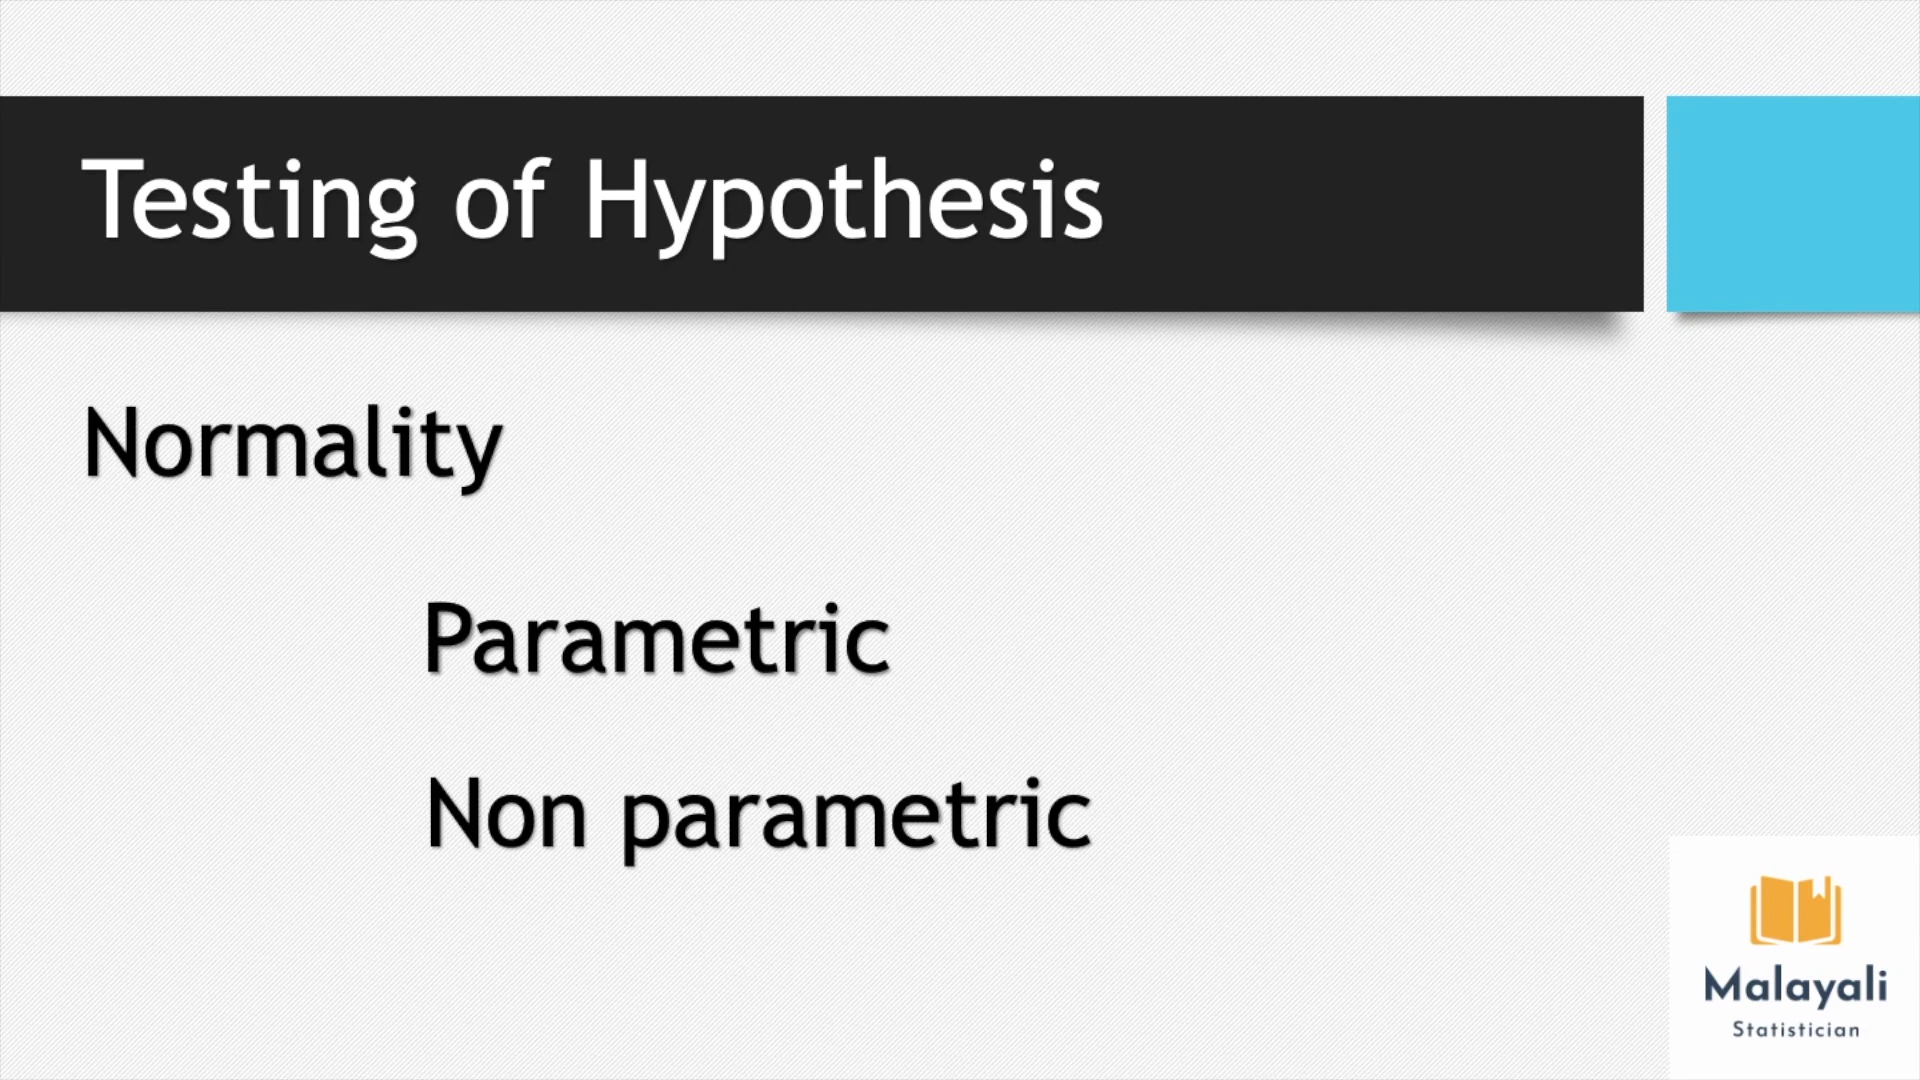 Testing of Hypothesis
Normality
Parametric
Non parametric
Malayali
Statistician